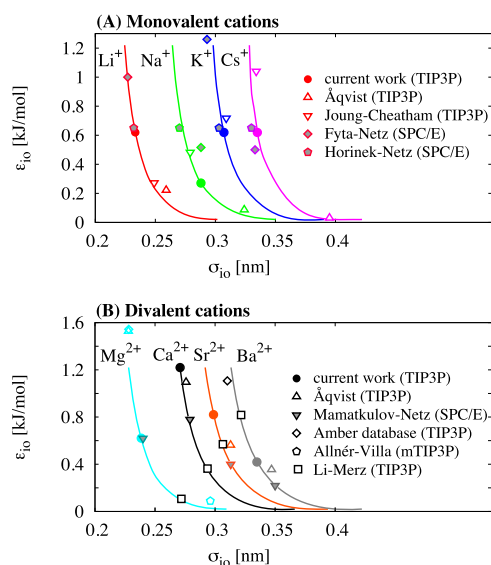 (A) Monovalent cations
1.2
1
0.8
0.6
0.4
0.2
0
ε_io [kJ/mol]
Li⁺ Na⁺ K⁺ Cs⁺
current work (TIP3P)
Åqvist (TIP3P)
Joung-Cheatham (TIP3P)
Fyta-Netz (SPC/E)
Horinek-Netz (SPC/E)
0.2 0.25 0.3 0.35 0.4
σ_io [nm]
(B) Divalent cations
1.6
1.2
0.8
0.4
0
ε_io [kJ/mol]
Mg²⁺ Ca²⁺ Sr²⁺ Ba²⁺
current work (TIP3P)
Åqvist (TIP3P)
Mamatkulov-Netz (SPC/E)
Amber database (TIP3P)
Allnér-Villa (mTIP3P)
Li-Merz (TIP3P)
0.2 0.25 0.3 0.35 0.4
σ_io [nm]